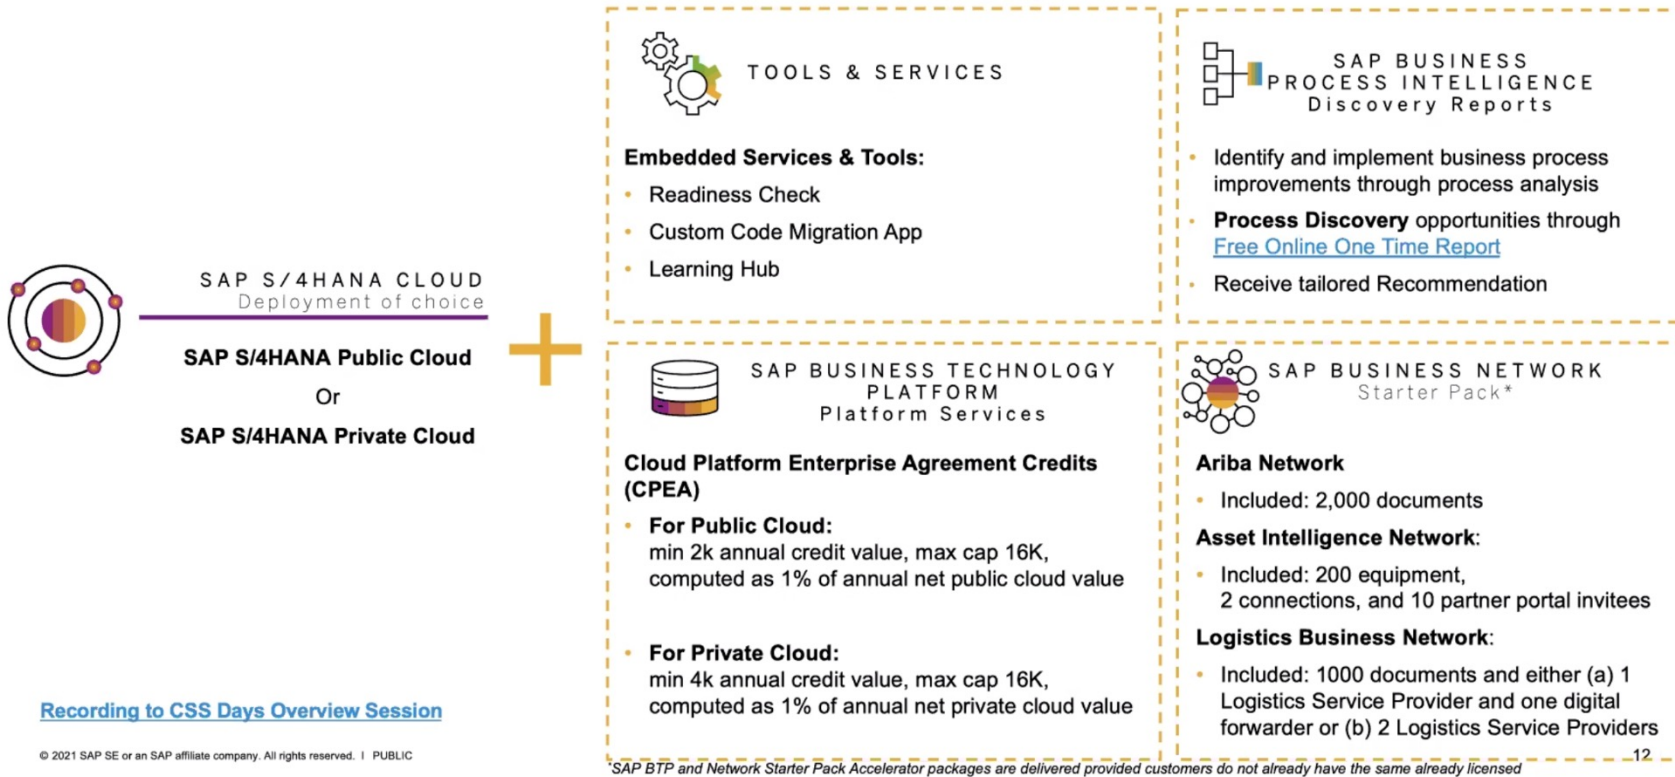 SAP S/4HANA CLOUD
Deployment of choice
SAP S/4HANA Public Cloud
Or
SAP S/4HANA Private Cloud
TOOLS & SERVICES
Embedded Services & Tools:
• Readiness Check
• Custom Code Migration App
• Learning Hub
SAP BUSINESS
PROCESS INTELLIGENCE
Discovery Reports
• Identify and implement business process
improvements through process analysis
• Process Discovery opportunities through
Free Online One Time Report
• Receive tailored Recommendation
SAP BUSINESS TECHNOLOGY
PLATFORM
Platform Services
Cloud Platform Enterprise Agreement Credits
(CPEA)
• For Public Cloud:
min 2k annual credit value, max cap 16K,
computed as 1% of annual net public cloud value
• For Private Cloud:
min 4k annual credit value, max cap 16K,
computed as 1% of annual net private cloud value
SAP BUSINESS NETWORK
Starter Pack*
Ariba Network
• Included: 2,000 documents
Asset Intelligence Network:
• Included: 200 equipment,
2 connections, and 10 partner portal invitees
Logistics Business Network:
• Included: 1000 documents and either (a) 1
Logistics Service Provider and one digital
forwarder or (b) 2 Logistics Service Providers
Recording to CSS Days Overview Session
© 2021 SAP SE or an SAP affiliate company. All rights reserved. I PUBLIC
12
*SAP BTP and Network Starter Pack Accelerator packages are delivered provided customers do not already have the same already licensed